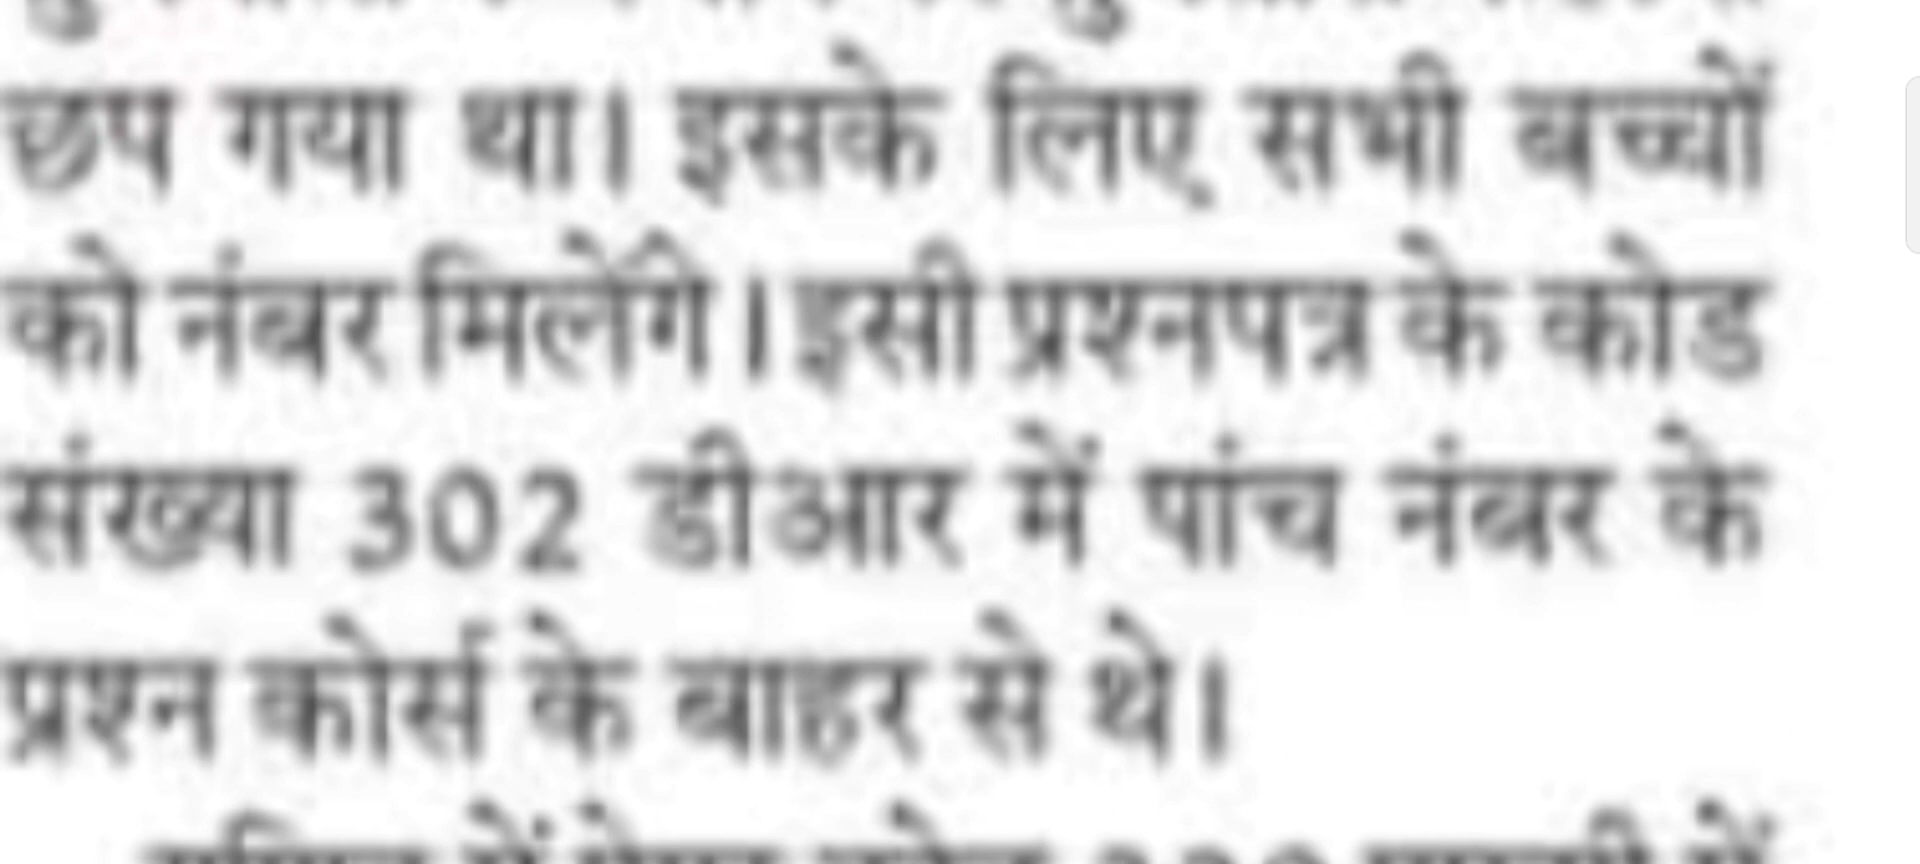 छप गया था। इसके लिए सभी बच्चों
को नंबर मिलेंगे। इसी प्रश्नपत्र के कोड
संख्या 302 डीआर में पांच नंबर के
प्रश्न कोर्स के बाहर से थे।